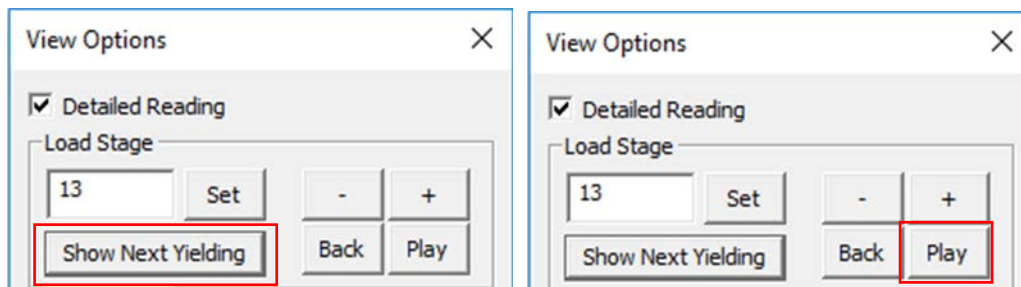 View Options
Detailed Reading
Load Stage
13 Set - +
Show Next Yielding Back Play
View Options
Detailed Reading
Load Stage
13 Set - +
Show Next Yielding Back Play